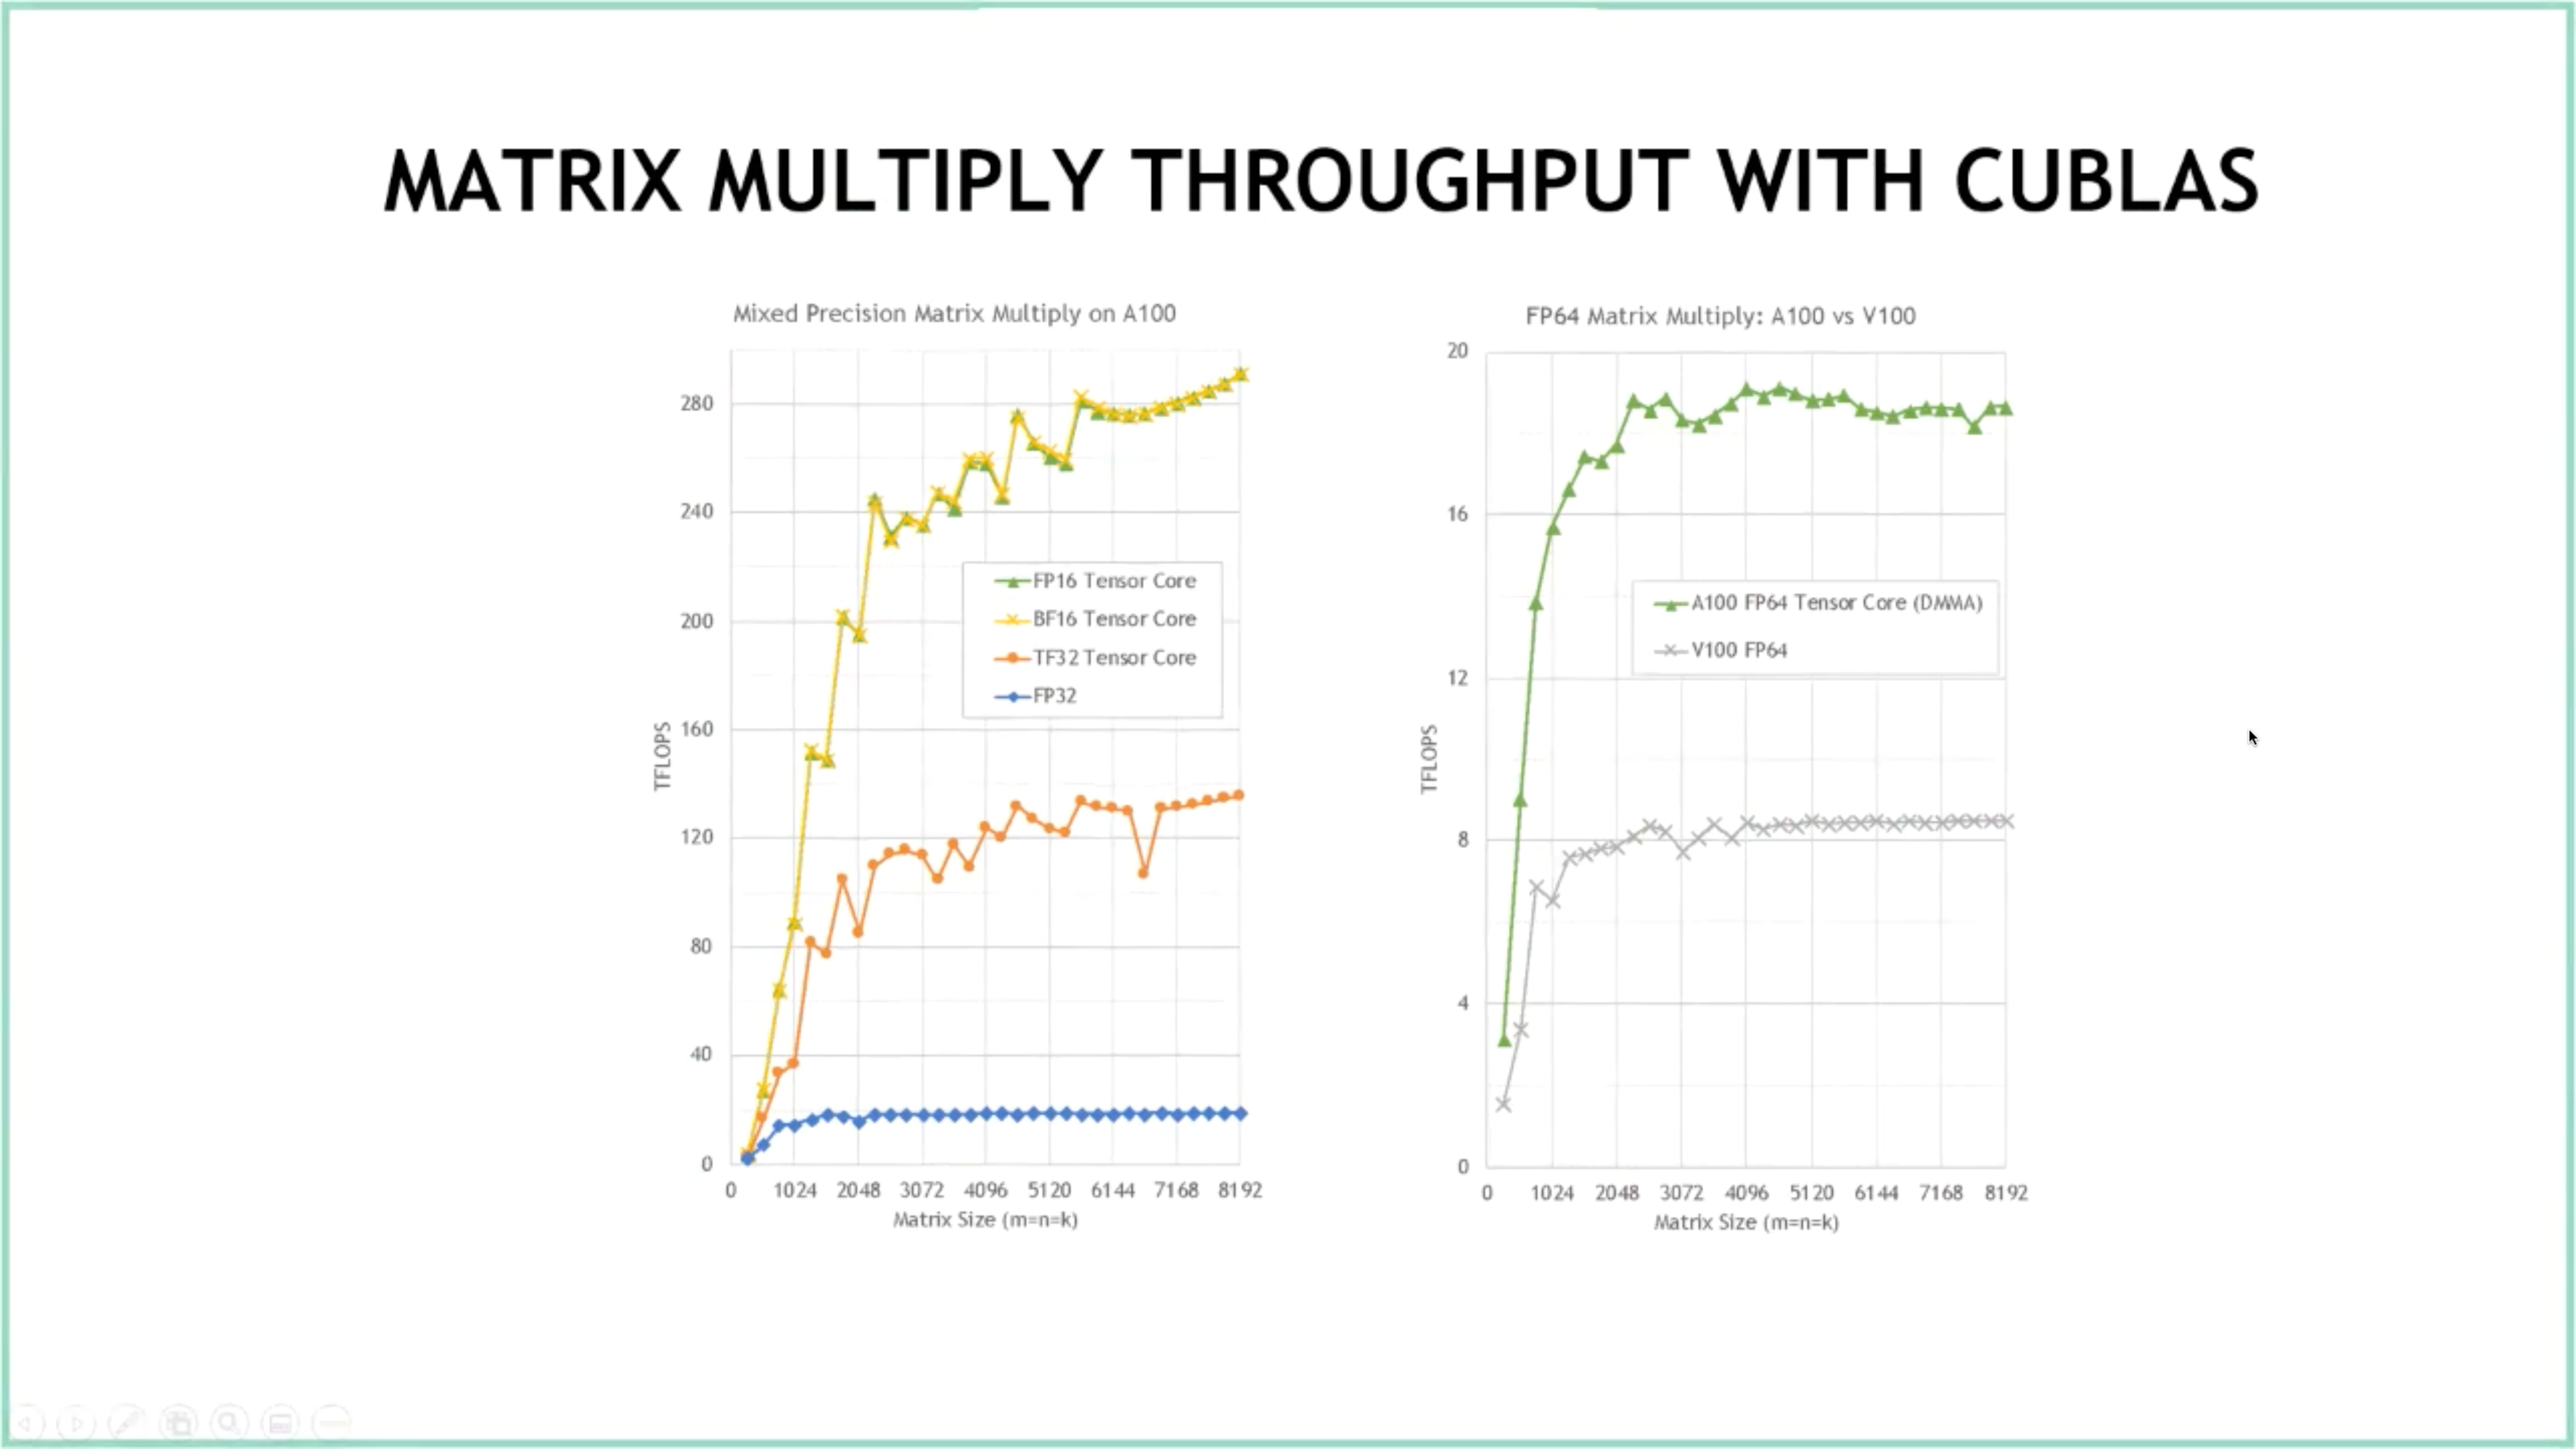 MATRIX MULTIPLY THROUGHPUT WITH CUBLAS
Mixed Precision Matrix Multiply on A100
280
240
200
160
120
80
40
0
TFLOPS
FP16 Tensor Core
BF16 Tensor Core
TF32 Tensor Core
FP32
0 1024 2048 3072 4096 5120 6144 7168 8192
Matrix Size (m=n=k)
FP64 Matrix Multiply: A100 vs V100
20
16
12
8
4
0
TFLOPS
A100 FP64 Tensor Core (DMMA)
V100 FP64
0 1024 2048 3072 4096 5120 6144 7168 8192
Matrix Size (m=n=k)